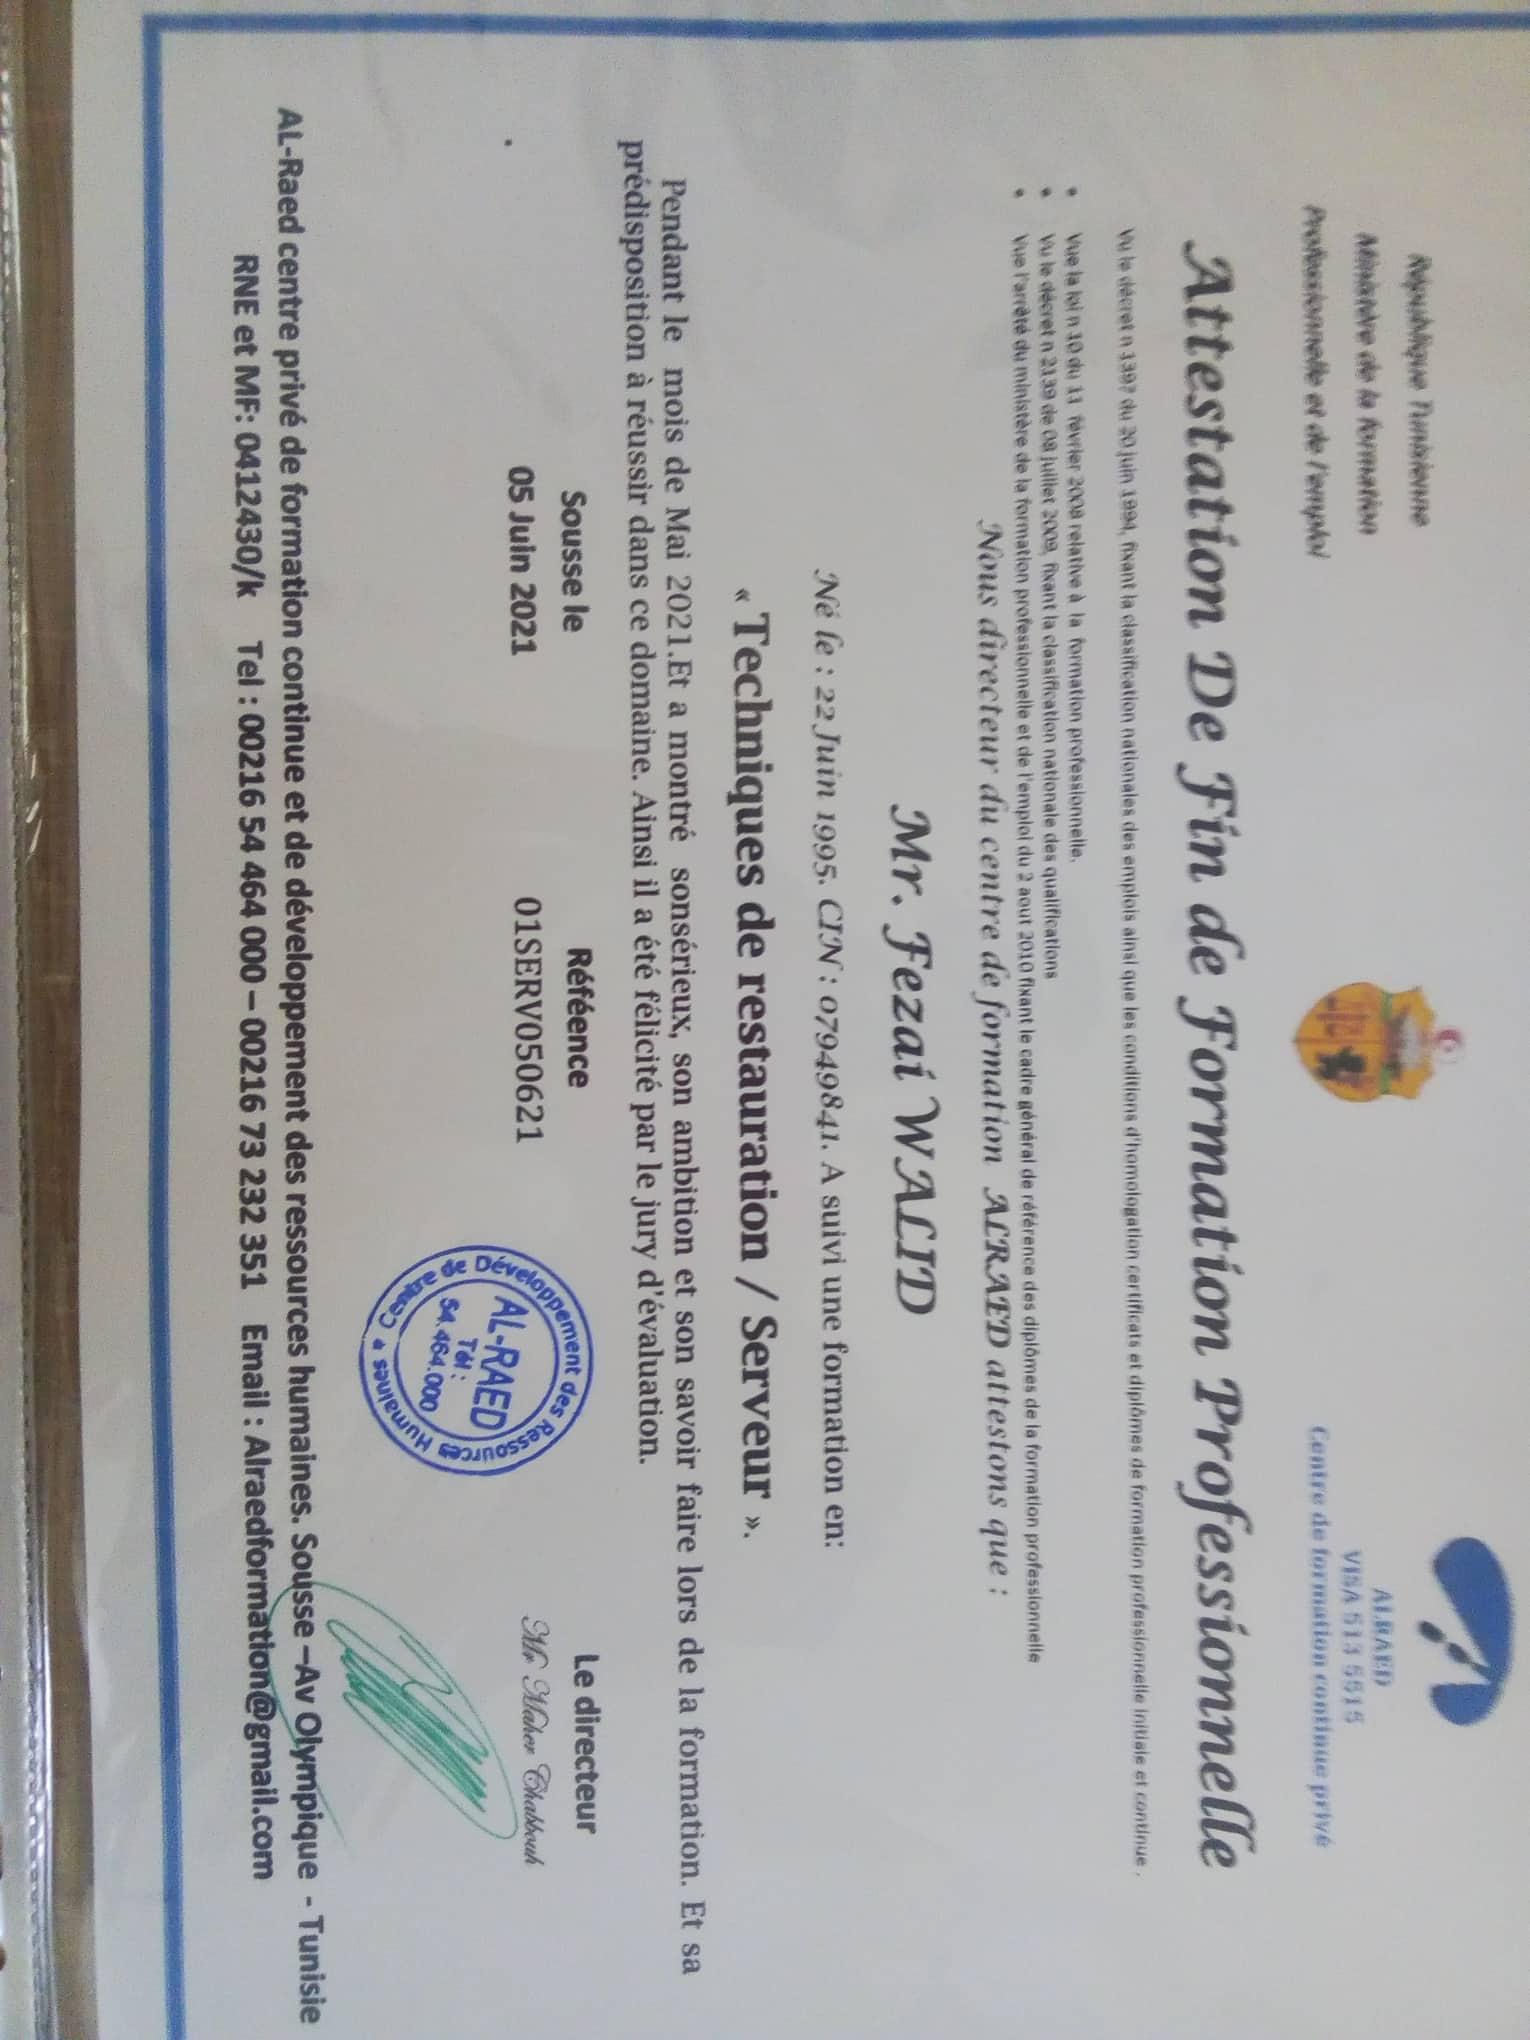 République Tunisienne
Ministère de la formation
Professionnelle et de l'emploi
ALRAED
VISA 513 5515
Centre de formation continue privé
Attestation De Fin de Formation Professionnelle
Vu le décret n 1397 du 20 juin 1994, fixant la classification nationales des emplois ainsi que les conditions d'homologation certificats et diplômes de formation professionnelle initiale et continue.
• Vue la loi n 10 du 11 février 2008 relative à la formation professionnelle.
• Vu le décret n 2139 de 08 juillet 2009, fixant la classification nationale des qualifications
• Vue l'arrêté du ministère de la formation professionnelle et de l'emploi du 2 aout 2010 fixant le cadre général de référence des diplômes de la formation professionnelle
Nous directeur du centre de formation ALRAED attestons que :
Mr. Fezai WALID
Né le : 22 Juin 1995. CIN : 07949841. A suivi une formation en:
« Techniques de restauration / Serveur ».
Pendant le mois de Mai 2021.Et a montré sonsérieux, son ambition et son savoir faire lors de la formation. Et sa
prédisposition à réussir dans ce domaine. Ainsi il a été félicité par le jury d'évaluation.
Sousse le
05 Juin 2021
Référence
01SERV050621
Le directeur
Mr Maher Chabbouh
Centre de Développement des Ressources Humaines
AL-RAED
Tél :
54.464.000
AL-Raed centre privé de formation continue et de développement des ressources humaines. Sousse –Av Olympique - Tunisie
RNE et MF: 0412430/k Tel : 00216 54 464 000 – 00216 73 232 351 Email : Alraedformation@gmail.com